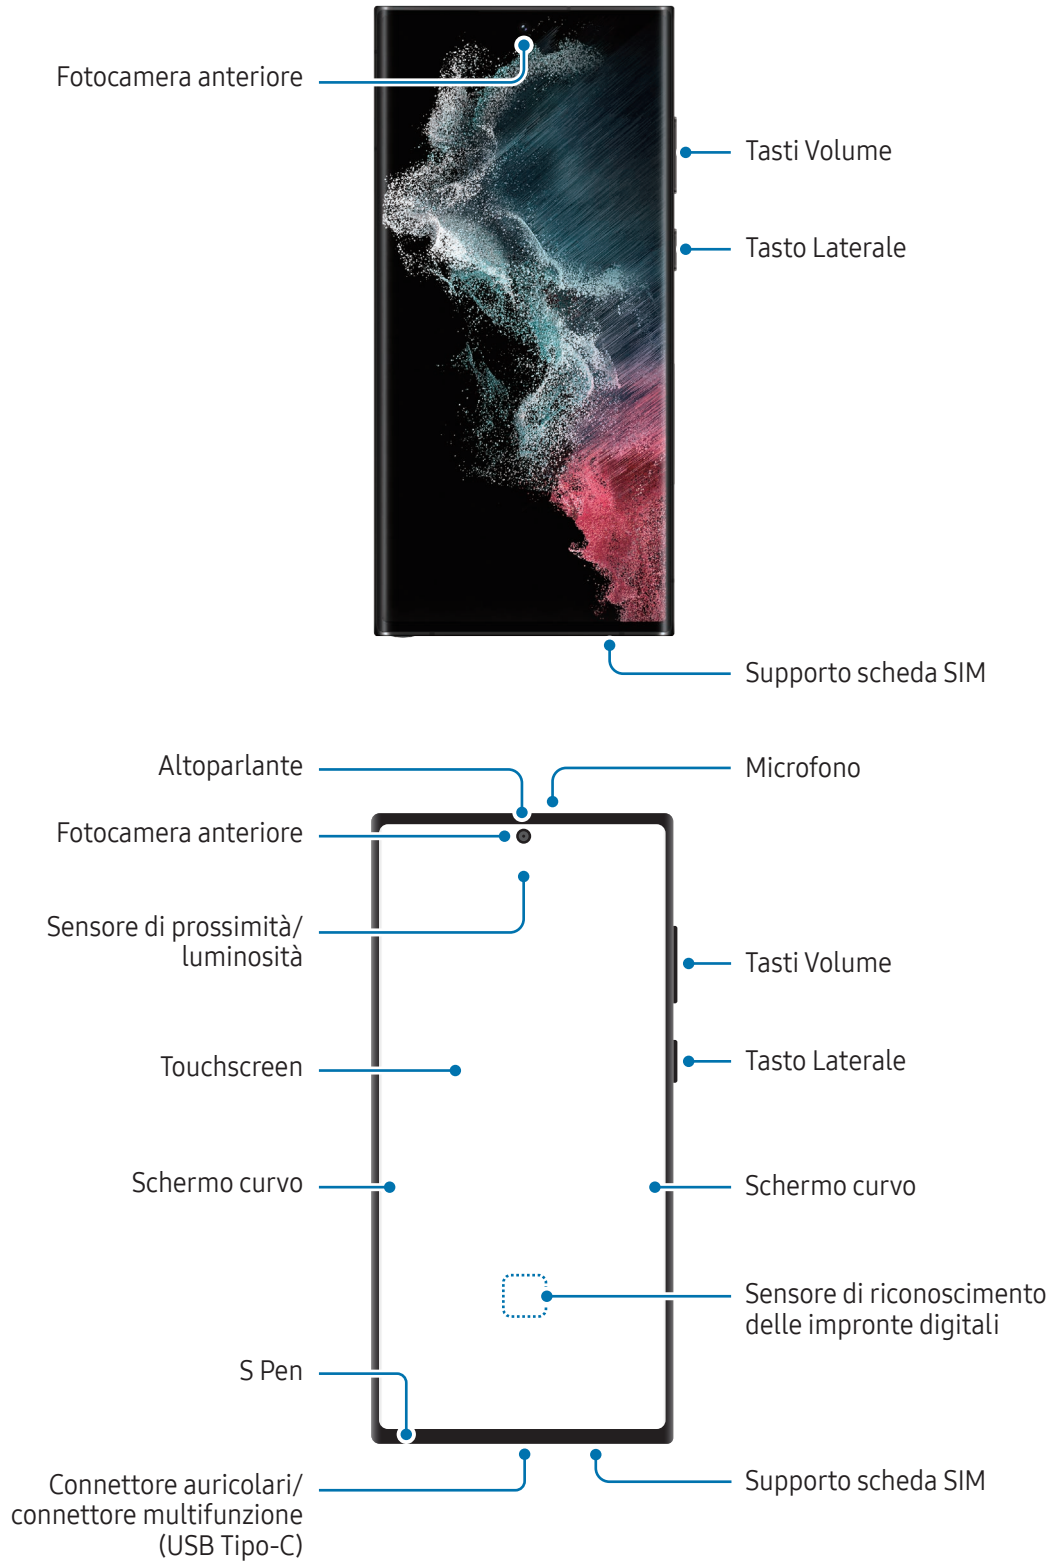 Fotocamera anteriore
Tasti Volume
Tasto Laterale
Supporto scheda SIM
Altoparlante
Microfono
Fotocamera anteriore
Sensore di prossimità/
luminosità
Tasti Volume
Touchscreen
Tasto Laterale
Schermo curvo
Schermo curvo
Sensore di riconoscimento
delle impronte digitali
S Pen
Connettore auricolari/
connettore multifunzione
(USB Tipo-C)
Supporto scheda SIM